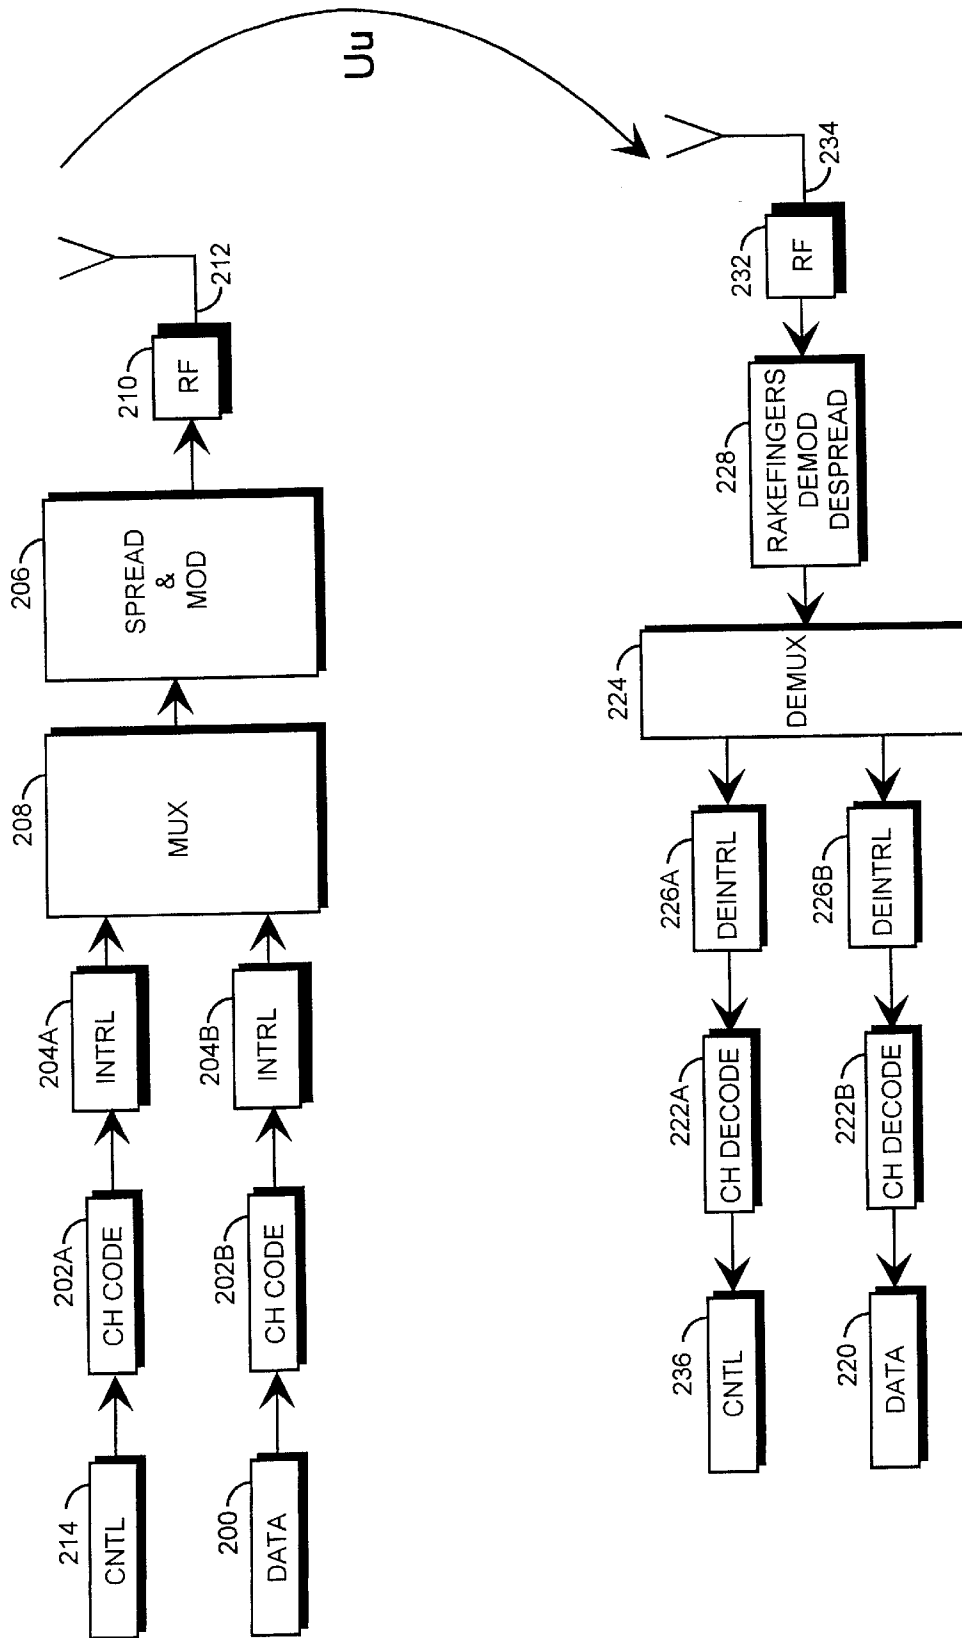 214
CNTL
202A
CH CODE
204A
INTRL
200
DATA
202B
CH CODE
204B
INTRL
208
MUX
206
SPREAD
&
MOD
210
RF
212
Uu
236
CNTL
222A
CH DECODE
226A
DEINTRL
220
DATA
222B
CH DECODE
226B
DEINTRL
224
DEMUX
228
RAKEFINGERS
DEMOD
DESPREAD
232
RF
234